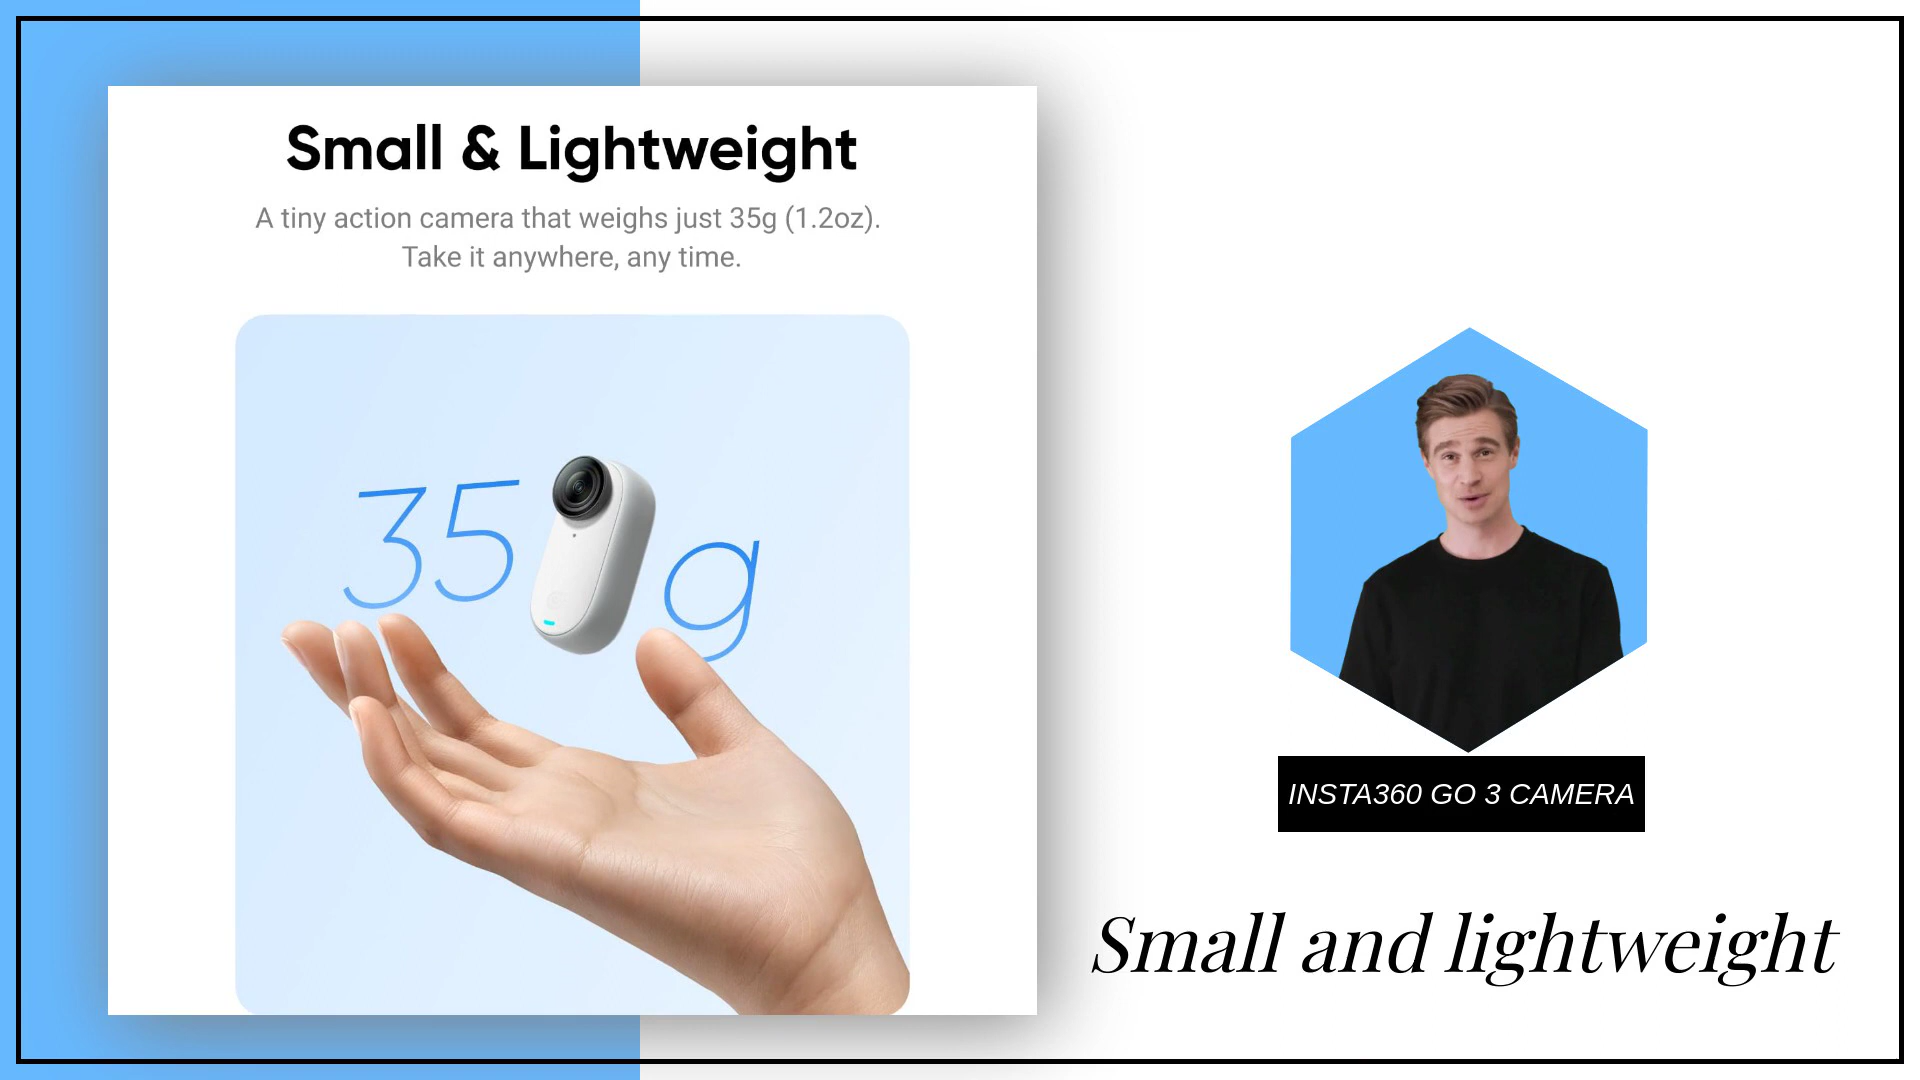 Small & Lightweight
A tiny action camera that weighs just 35g (1.2oz).
Take it anywhere, any time.
35 g
INSTA360 GO 3 CAMERA
Small and lightweight